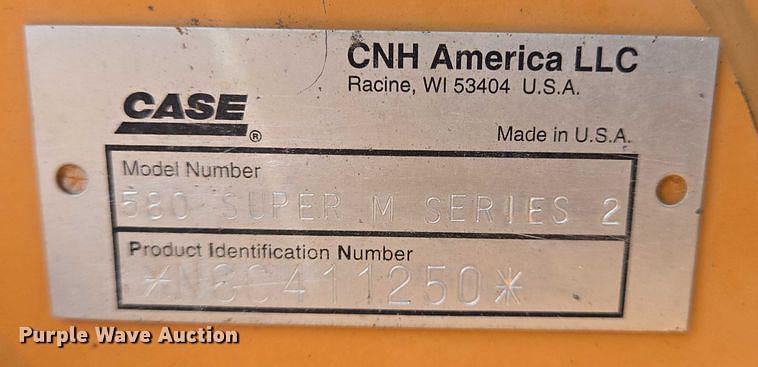 CNH America LLC
Racine, WI 53404 U.S.A.
CASE
®
Made in U.S.A.
Model Number
580 SUPER M SERIES 2
Product Identification Number
*N8C411250*
Purple Wave Auction